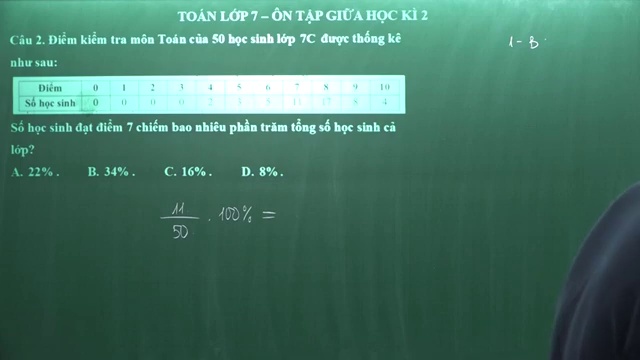 TOÁN LỚP 7 – ÔN TẬP GIỮA HỌC KÌ 2
1 - B
Câu 2. Điểm kiểm tra môn Toán của 50 học sinh lớp 7C được thống kê
như sau:
Điểm 0 1 2 3 4 5 6 7 8 9 10
Số học sinh 0 0 0 0 2 3 5 11 17 8 4
Số học sinh đạt điểm 7 chiếm bao nhiêu phần trăm tổng số học sinh cả
lớp?
A. 22% . B. 34% . C. 16% . D. 8% .
11/50 . 100% =